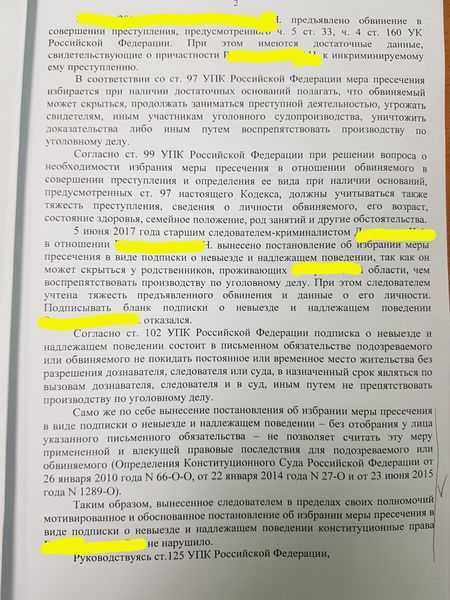 2
Н. предъявлено обвинение в
совершении преступления, предусмотренного ч. 5 ст. 33, ч. 4 ст. 160 УК
Российской Федерации. При этом имеются достаточные данные,
свидетельствующие о причастности к инкриминируемому
ему преступлению.
В соответствии со ст. 97 УПК Российской Федерации мера пресечения
избирается при наличии достаточных оснований полагать, что обвиняемый
может скрыться, продолжать заниматься преступной деятельностью, угрожать
свидетелям, иным участникам уголовного судопроизводства, уничтожить
доказательства либо иным путем воспрепятствовать производству по
уголовному делу.
Согласно ст. 99 УПК Российской Федерации при решении вопроса о
необходимости избрания меры пресечения в отношении обвиняемого в
совершении преступления и определения ее вида при наличии оснований,
предусмотренных ст. 97 настоящего Кодекса, должны учитываться также
тяжесть преступления, сведения о личности обвиняемого, его возраст,
состояние здоровья, семейное положение, род занятий и другие обстоятельства.
5 июня 2017 года старшим следователем-криминалистом
в отношении Н. вынесено постановление об избрании меры
пресечения в виде подписки о невыезде и надлежащем поведении, так как он
может скрыться у родственников, проживающих области, чем
воспрепятствовать производству по уголовному делу. При этом следователем
учтена тяжесть предъявленного обвинения и данные о его личности.
Подписывать бланк подписки о невыезде и надлежащем поведении
отказался.
Согласно ст. 102 УПК Российской Федерации подписка о невыезде и
надлежащем поведении состоит в письменном обязательстве подозреваемого
или обвиняемого не покидать постоянное или временное место жительства без
разрешения дознавателя, следователя или суда, в назначенный срок являться по
вызовам дознавателя, следователя и в суд, иным путем не препятствовать
производству по уголовному делу.
Само же по себе вынесение постановления об избрании меры пресечения
в виде подписки о невыезде и надлежащем поведении – без отобрания у лица
указанного письменного обязательства – не позволяет считать эту меру
примененной и влекущей правовые последствия для подозреваемого или
обвиняемого (Определения Конституционного Суда Российской Федерации от
26 января 2010 года N 66-О-О, от 22 января 2014 года N 27-О и от 23 июня 2015
года N 1289-О).
Таким образом, вынесенное следователем в пределах своих полномочий
мотивированное и обоснованное постановление об избрании меры пресечения в
виде подписки о невыезде и надлежащем поведении конституционные права
не нарушило.
Руководствуясь ст.125 УПК Российской Федерации,